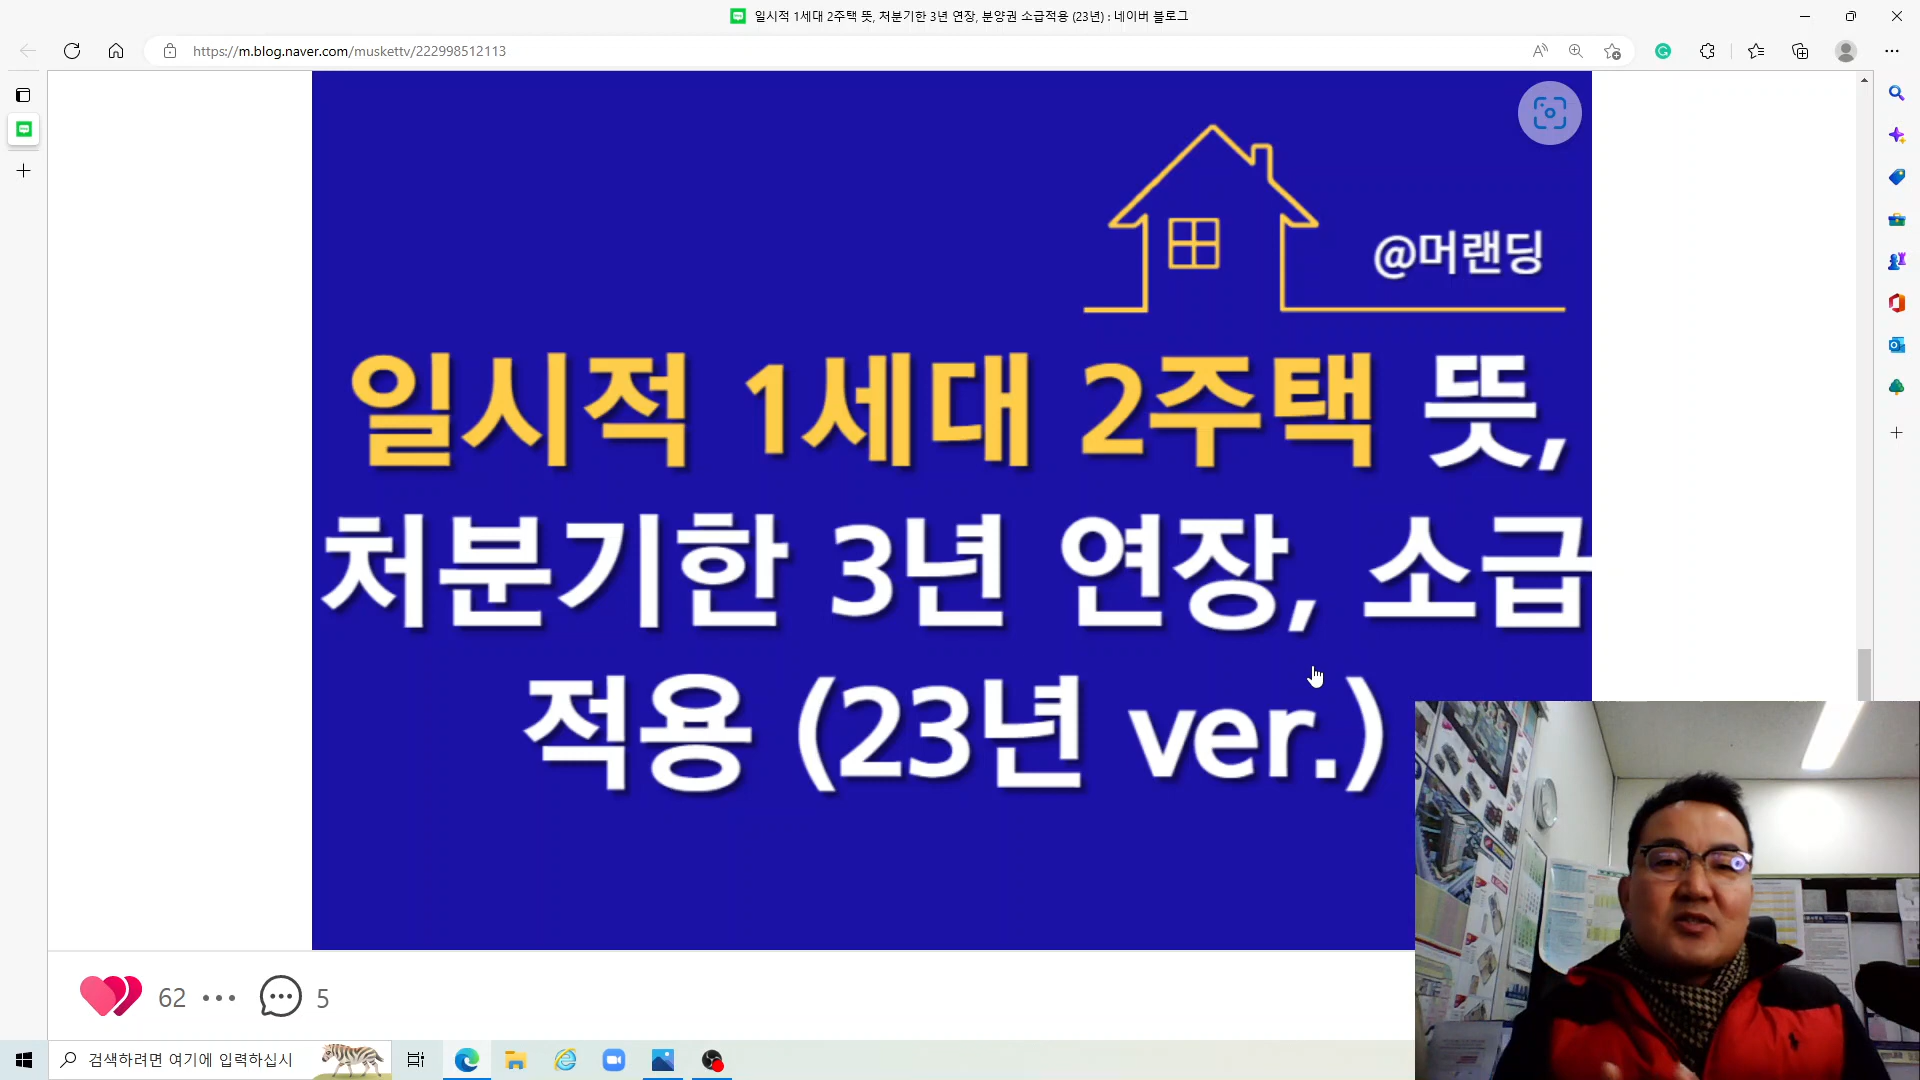 일시적 1세대 2주택 뜻, 처분기한 3년 연장, 분양권 소급적용 (23년) : 네이버 블로그
https://m.blog.naver.com/muskettv/222998512113
@머랜딩
일시적 1세대 2주택 뜻,
처분기한 3년 연장, 소급
적용 (23년 ver.)
62
5
검색하려면 여기에 입력하십시